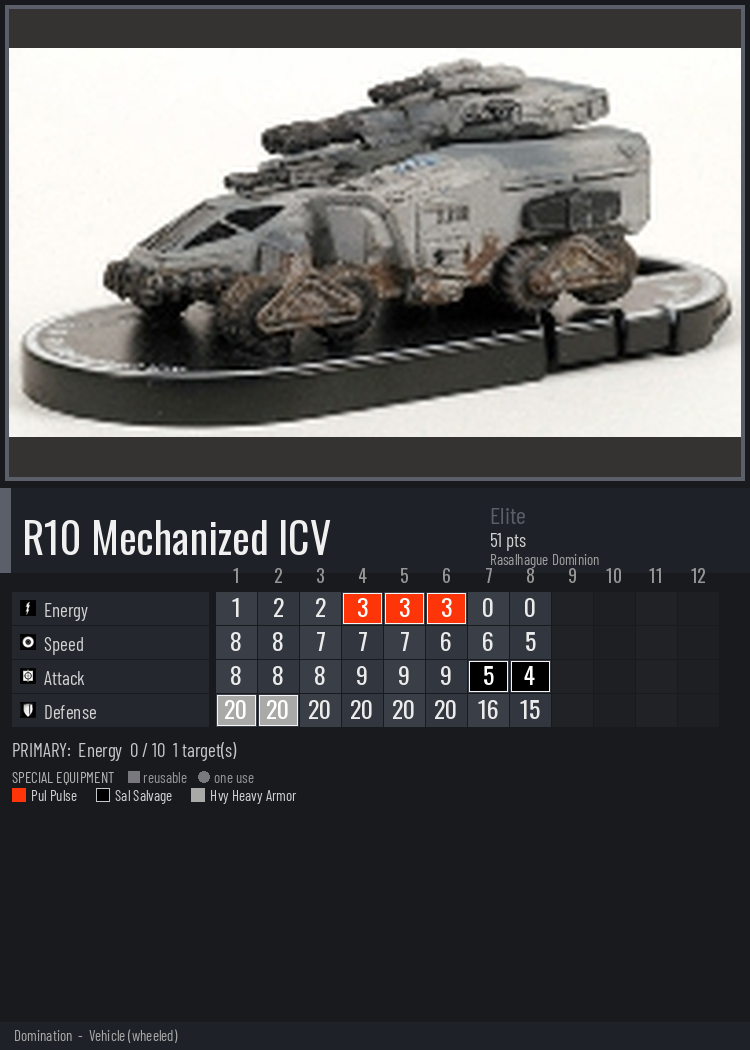 R10 Mechanized ICV
Elite
51 pts
Rasalhague Dominion
1 2 3 4 5 6 7 8 9 10 11 12
Energy 1 2 2 3 3 3 0 0
Speed 8 8 7 7 7 6 6 5
Attack 8 8 8 9 9 9 5 4
Defense 20 20 20 20 20 20 16 15
PRIMARY: Energy 0 / 10 1 target(s)
SPECIAL EQUIPMENT reusable one use
Pul Pulse Sal Salvage Hvy Heavy Armor
Domination - Vehicle (wheeled)